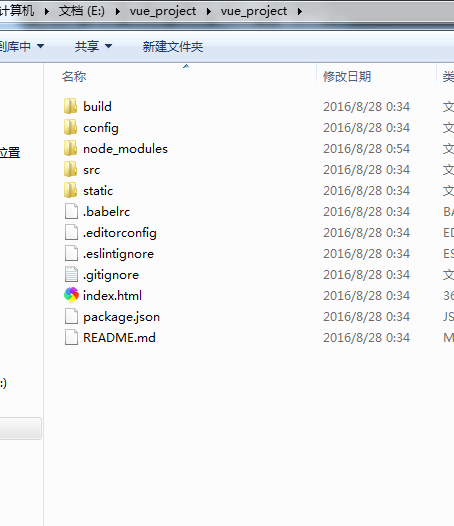 计算机 文档 (E:) vue_project vue_project
到库中 共享 新建文件夹
名称 修改日期 类
build 2016/8/28 0:34 文
config 2016/8/28 0:34 文
node_modules 2016/8/28 0:54 文
位置
src 2016/8/28 0:34 文
static 2016/8/28 0:34 文
.babelrc 2016/8/28 0:34 BA
.editorconfig 2016/8/28 0:34 ED
.eslintignore 2016/8/28 0:34 ES
.gitignore 2016/8/28 0:34 文
index.html 2016/8/28 0:34 36
package.json 2016/8/28 0:34 JS
README.md 2016/8/28 0:34 M
:)